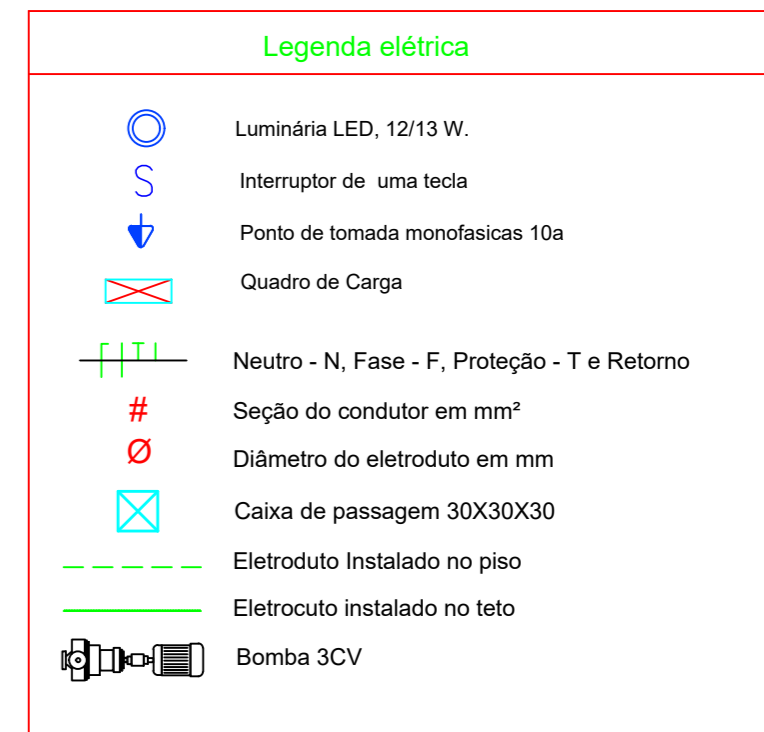 Legenda elétrica
Luminária LED, 12/13 W.
S Interruptor de uma tecla
Ponto de tomada monofasicas 10a
Quadro de Carga
Neutro - N, Fase - F, Proteção - T e Retorno
# Seção do condutor em mm²
Ø Diâmetro do eletroduto em mm
Caixa de passagem 30X30X30
Eletroduto Instalado no piso
Eletrocuto instalado no teto
Bomba 3CV